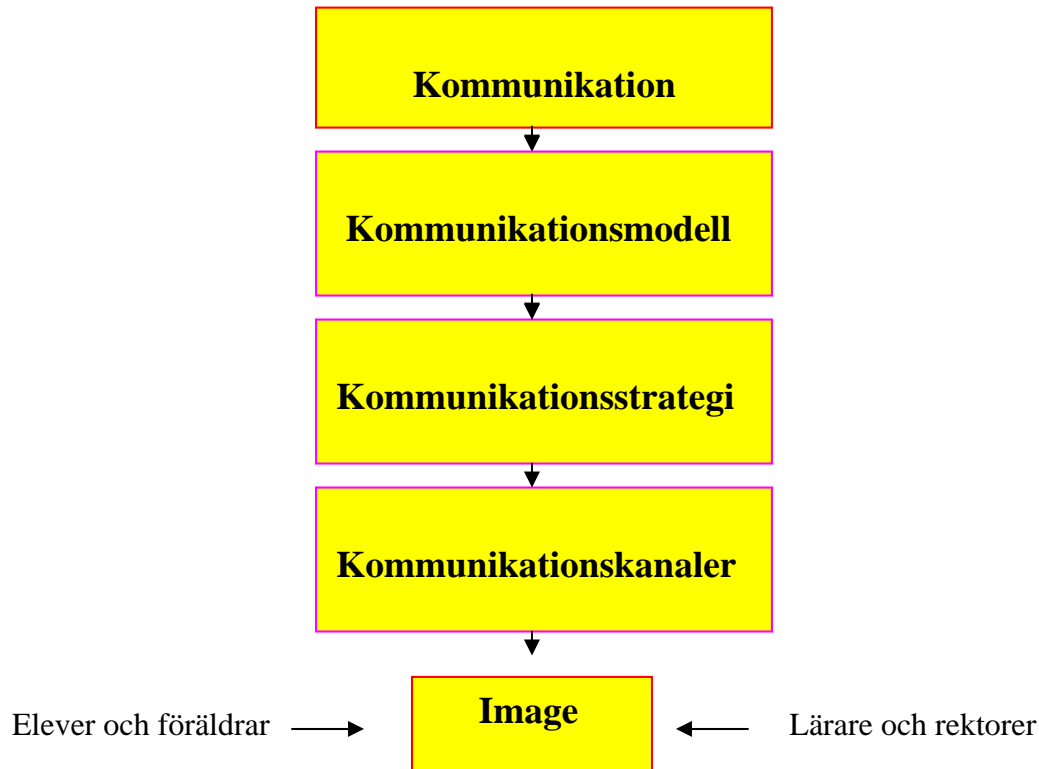 Kommunikation
Kommunikationsmodell
Kommunikationsstrategi
Kommunikationskanaler
Image
Elever och föräldrar
Lärare och rektorer